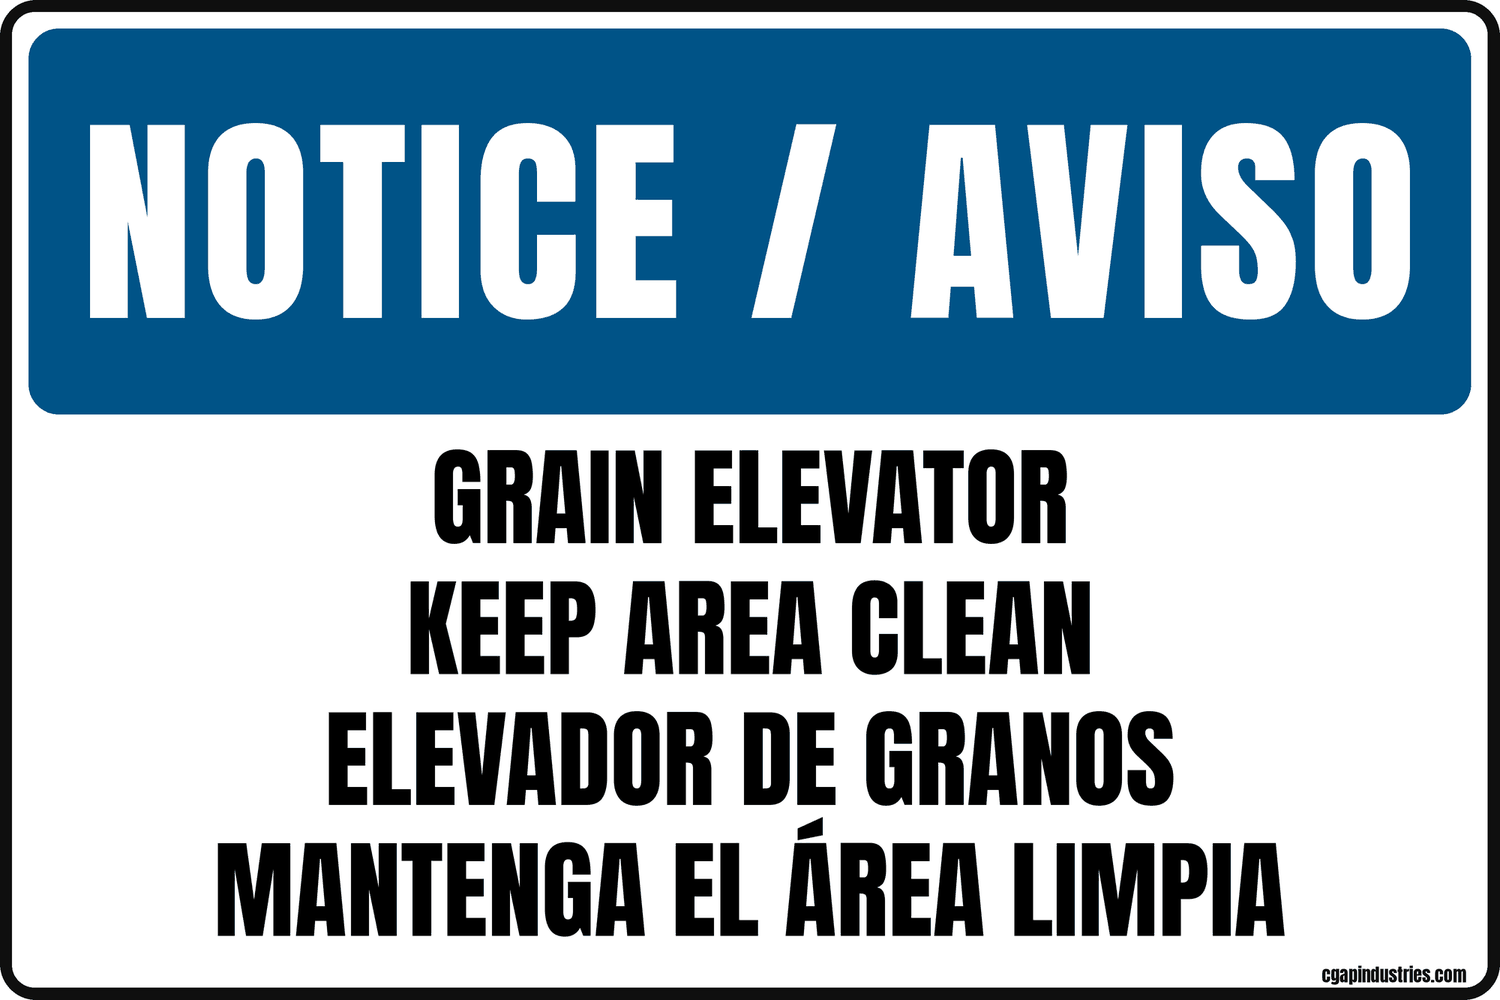 NOTICE / AVISO
GRAIN ELEVATOR
KEEP AREA CLEAN
ELEVADOR DE GRANOS
MANTENGA EL ÁREA LIMPIA
cgapindustries.com